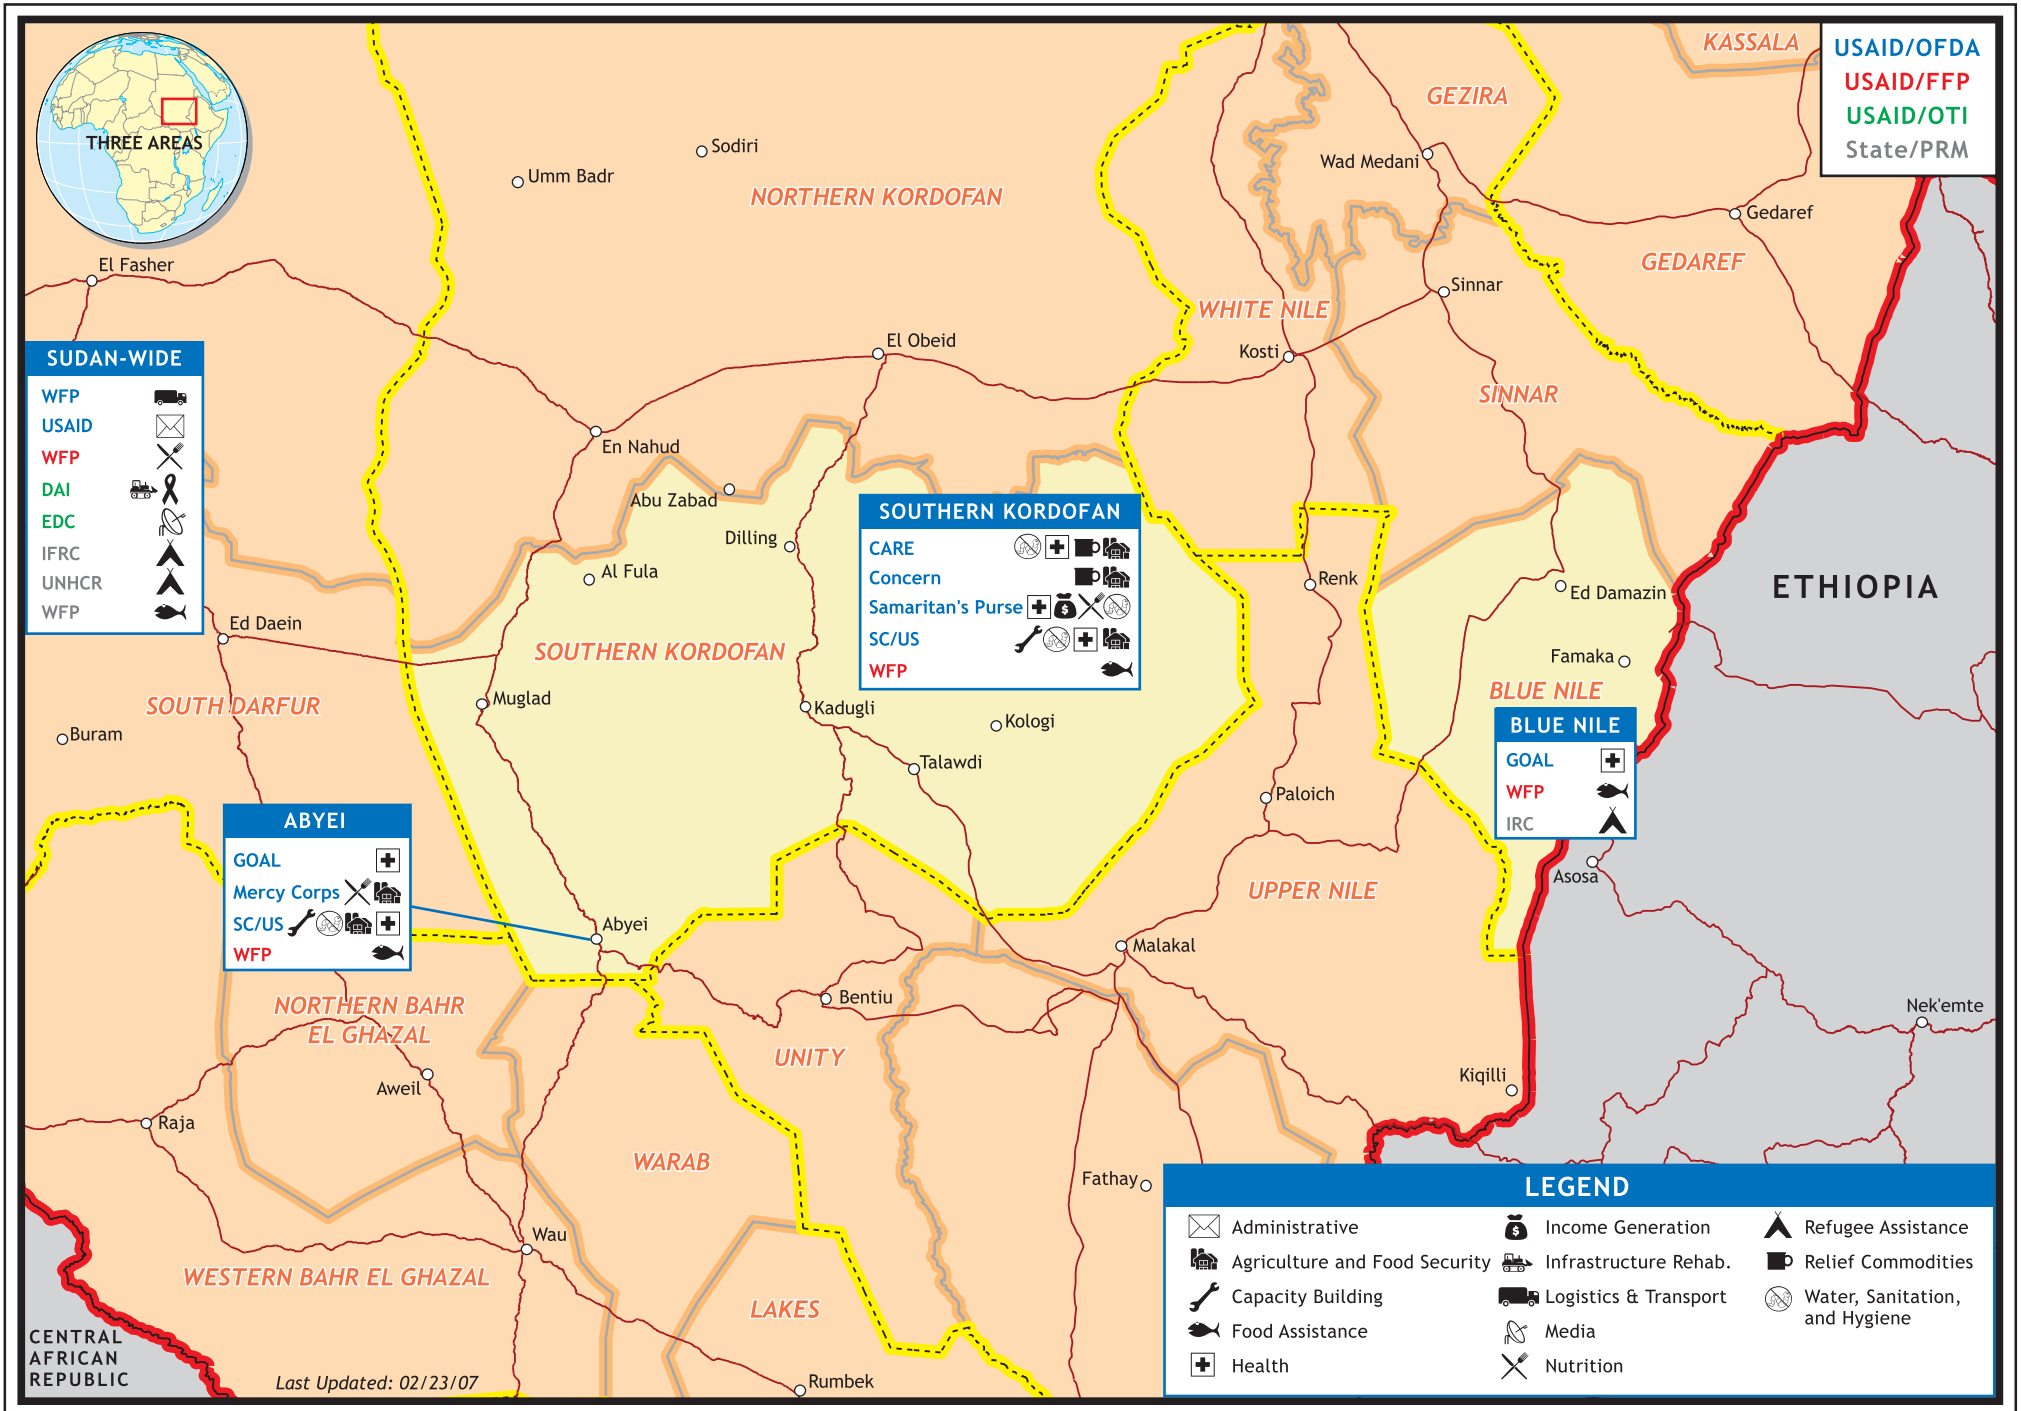 THREE AREAS
USAID/OFDA
USAID/FFP
USAID/OTI
State/PRM
KASSALA
GEZIRA
Sodiri
Umm Badr
NORTHERN KORDOFAN
Wad Medani
Gedaref
GEDAREF
El Fasher
Sinnar
WHITE NILE
El Obeid
Kosti
SINNAR
SUDAN-WIDE
WFP
USAID
WFP
DAI
EDC
IFRC
UNHCR
WFP
En Nahud
Abu Zabad
Dilling
Al Fula
SOUTHERN KORDOFAN
CARE
Concern
Samaritan's Purse
SC/US
WFP
Renk
Ed Damazin
ETHIOPIA
Ed Daein
SOUTHERN KORDOFAN
Famaka
BLUE NILE
SOUTH DARFUR
Muglad
Kadugli
Kologi
Buram
Talawdi
BLUE NILE
GOAL
WFP
IRC
Paloich
ABYEI
GOAL
Mercy Corps
SC/US
WFP
Asosa
UPPER NILE
Abyei
Malakal
Bentiu
NORTHERN BAHR
EL GHAZAL
Nek'emte
UNITY
Aweil
Kiqilli
Raja
WARAB
Fathay
Wau
WESTERN BAHR EL GHAZAL
LAKES
CENTRAL
AFRICAN
REPUBLIC
Last Updated: 02/23/07
Rumbek
LEGEND
Administrative
Agriculture and Food Security
Capacity Building
Food Assistance
Health
Income Generation
Infrastructure Rehab.
Logistics & Transport
Media
Nutrition
Refugee Assistance
Relief Commodities
Water, Sanitation,
and Hygiene